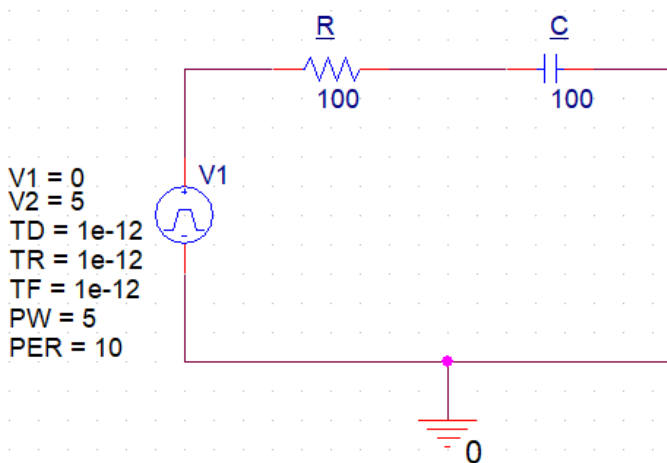 R
C
100
100
V1
V1 = 0
V2 = 5
TD = 1e-12
TR = 1e-12
TF = 1e-12
PW = 5
PER = 10
0